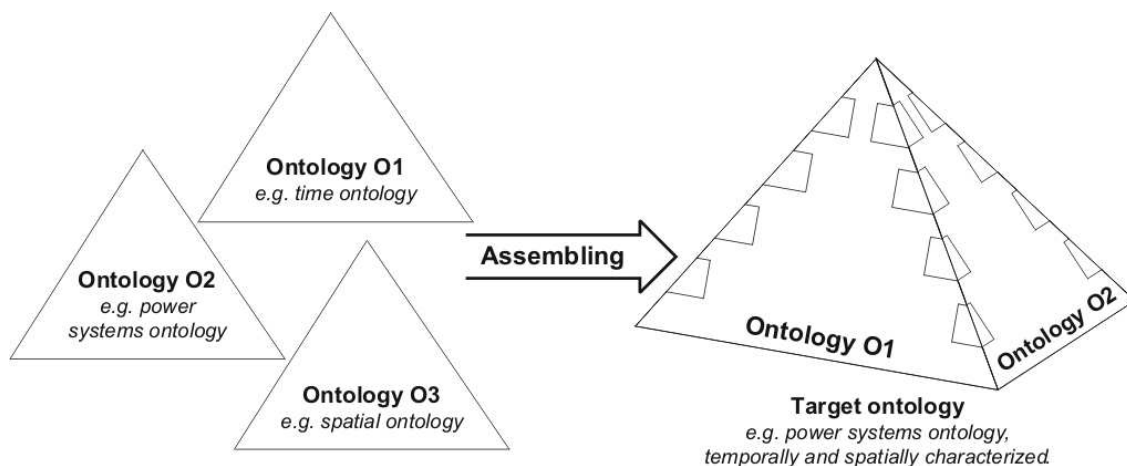 Ontology O1
e.g. time ontology
Ontology O2
e.g. power
systems ontology
Ontology O3
e.g. spatial ontology
Assembling
Ontology O1
Ontology O2
Target ontology
e.g. power systems ontology,
temporally and spatially characterized.